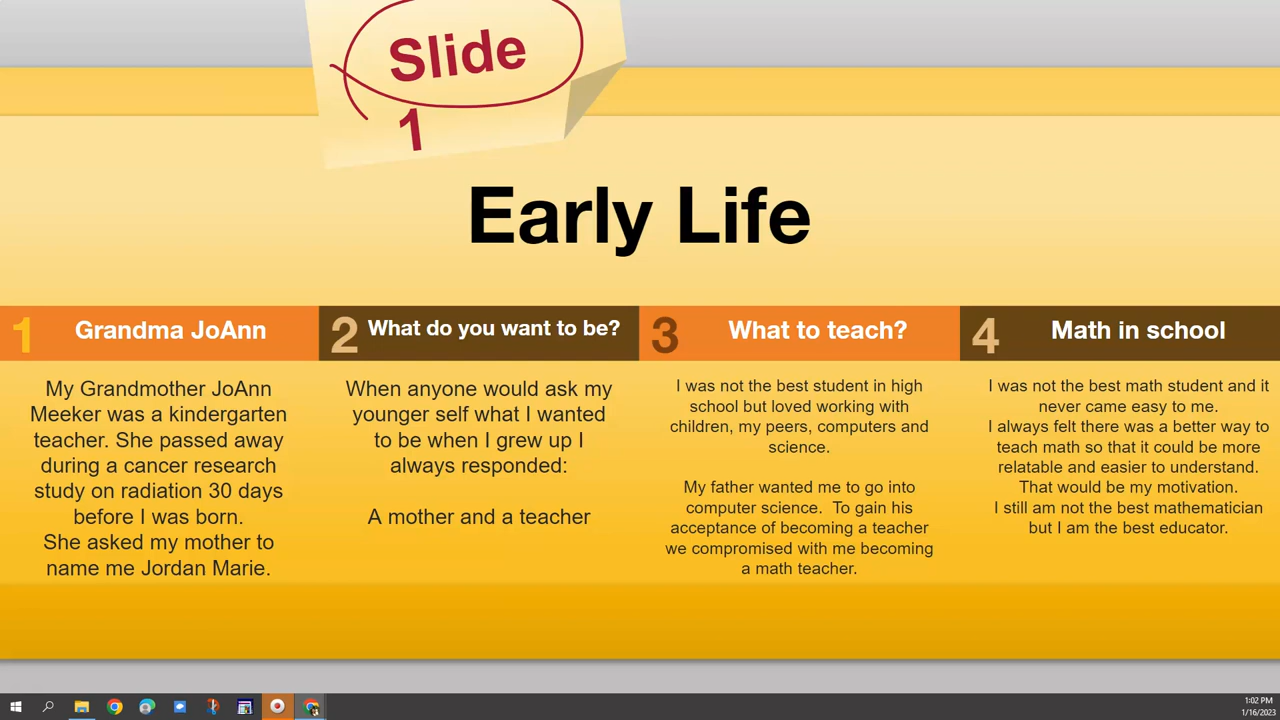 Slide
1
Early Life
1 Grandma JoAnn
My Grandmother JoAnn
Meeker was a kindergarten
teacher. She passed away
during a cancer research
study on radiation 30 days
before I was born.
She asked my mother to
name me Jordan Marie.
2 What do you want to be?
When anyone would ask my
younger self what I wanted
to be when I grew up I
always responded:
A mother and a teacher
3 What to teach?
I was not the best student in high
school but loved working with
children, my peers, computers and
science.
My father wanted me to go into
computer science. To gain his
acceptance of becoming a teacher
we compromised with me becoming
a math teacher.
4 Math in school
I was not the best math student and it
never came easy to me.
I always felt there was a better way to
teach math so that it could be more
relatable and easier to understand.
That would be my motivation.
I still am not the best mathematician
but I am the best educator.
1:02 PM
1/16/2023